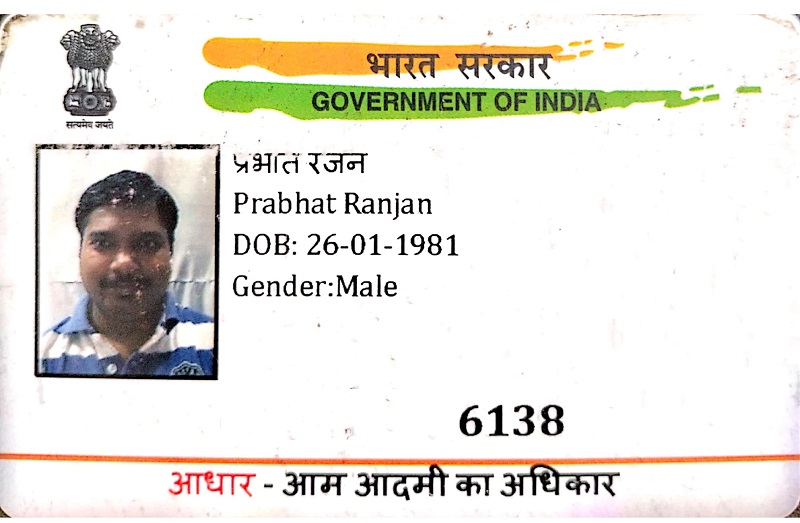 भारत सरकार
GOVERNMENT OF INDIA
सत्यमेव जयते
प्रभात रंजन
Prabhat Ranjan
DOB: 26-01-1981
Gender:Male
6138
आधार - आम आदमी का अधिकार